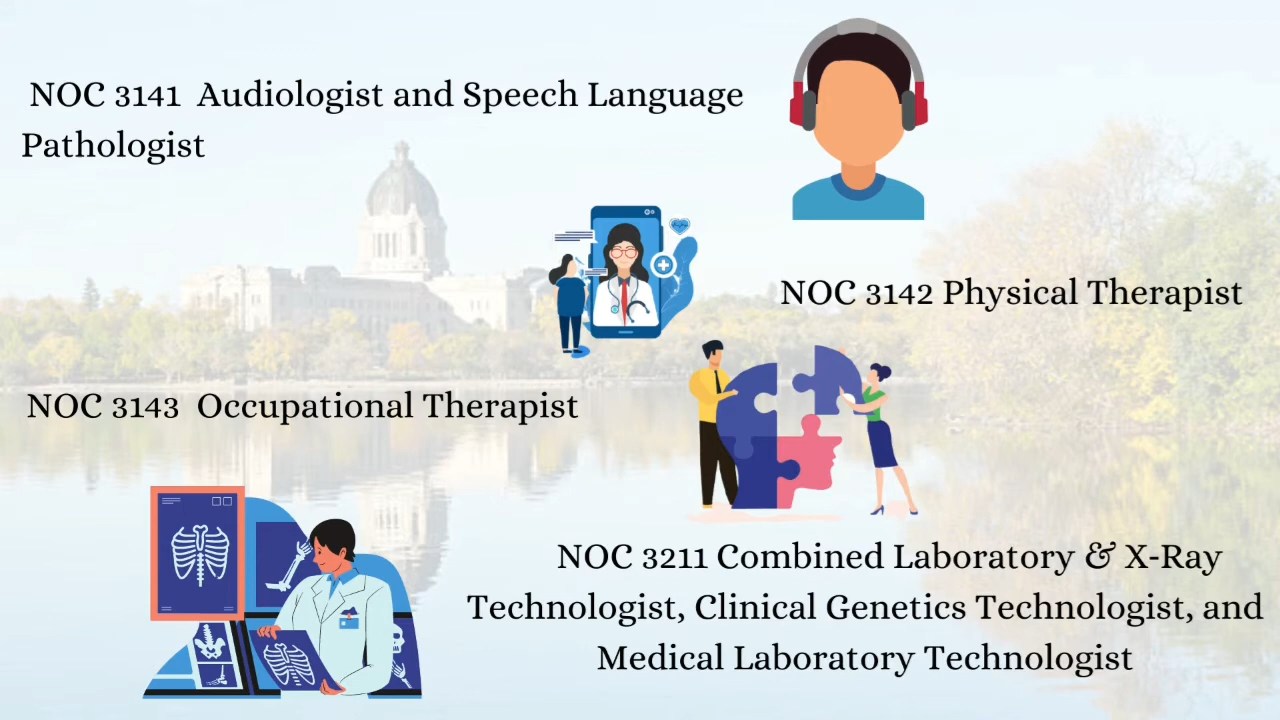 NOC 3141 Audiologist and Speech Language
Pathologist
NOC 3142 Physical Therapist
NOC 3143 Occupational Therapist
NOC 3211 Combined Laboratory & X-Ray
Technologist, Clinical Genetics Technologist, and
Medical Laboratory Technologist